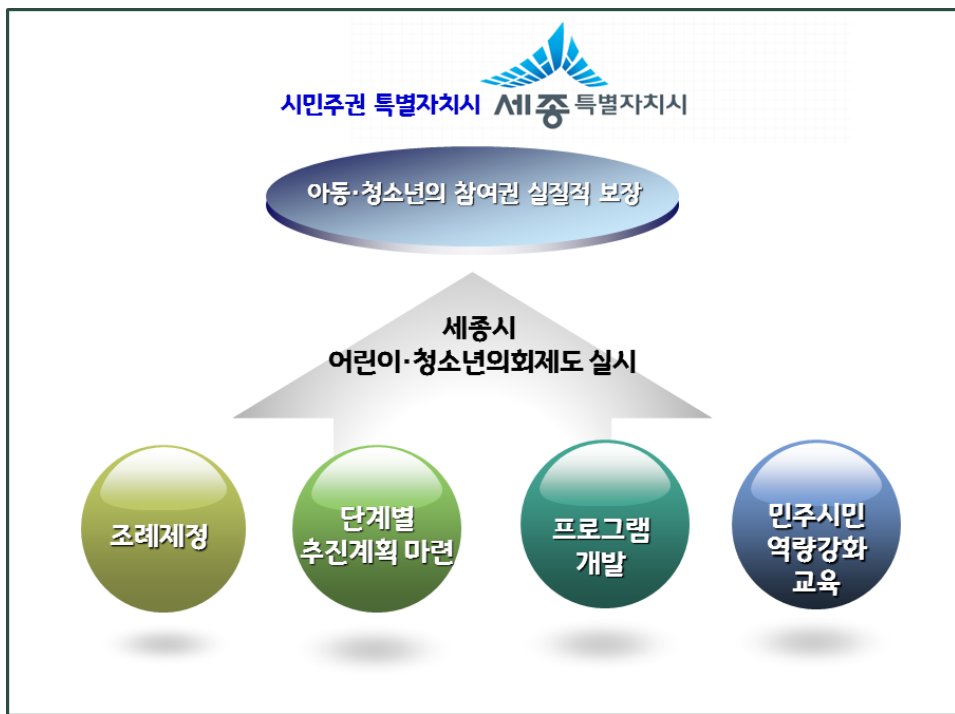 시민주권 특별자치시 세종특별자치시
아동·청소년의 참여권 실질적 보장
세종시
어린이·청소년의회제도 실시
조례제정
단계별
추진계획 마련
프로그램
개발
민주시민
역량강화
교육